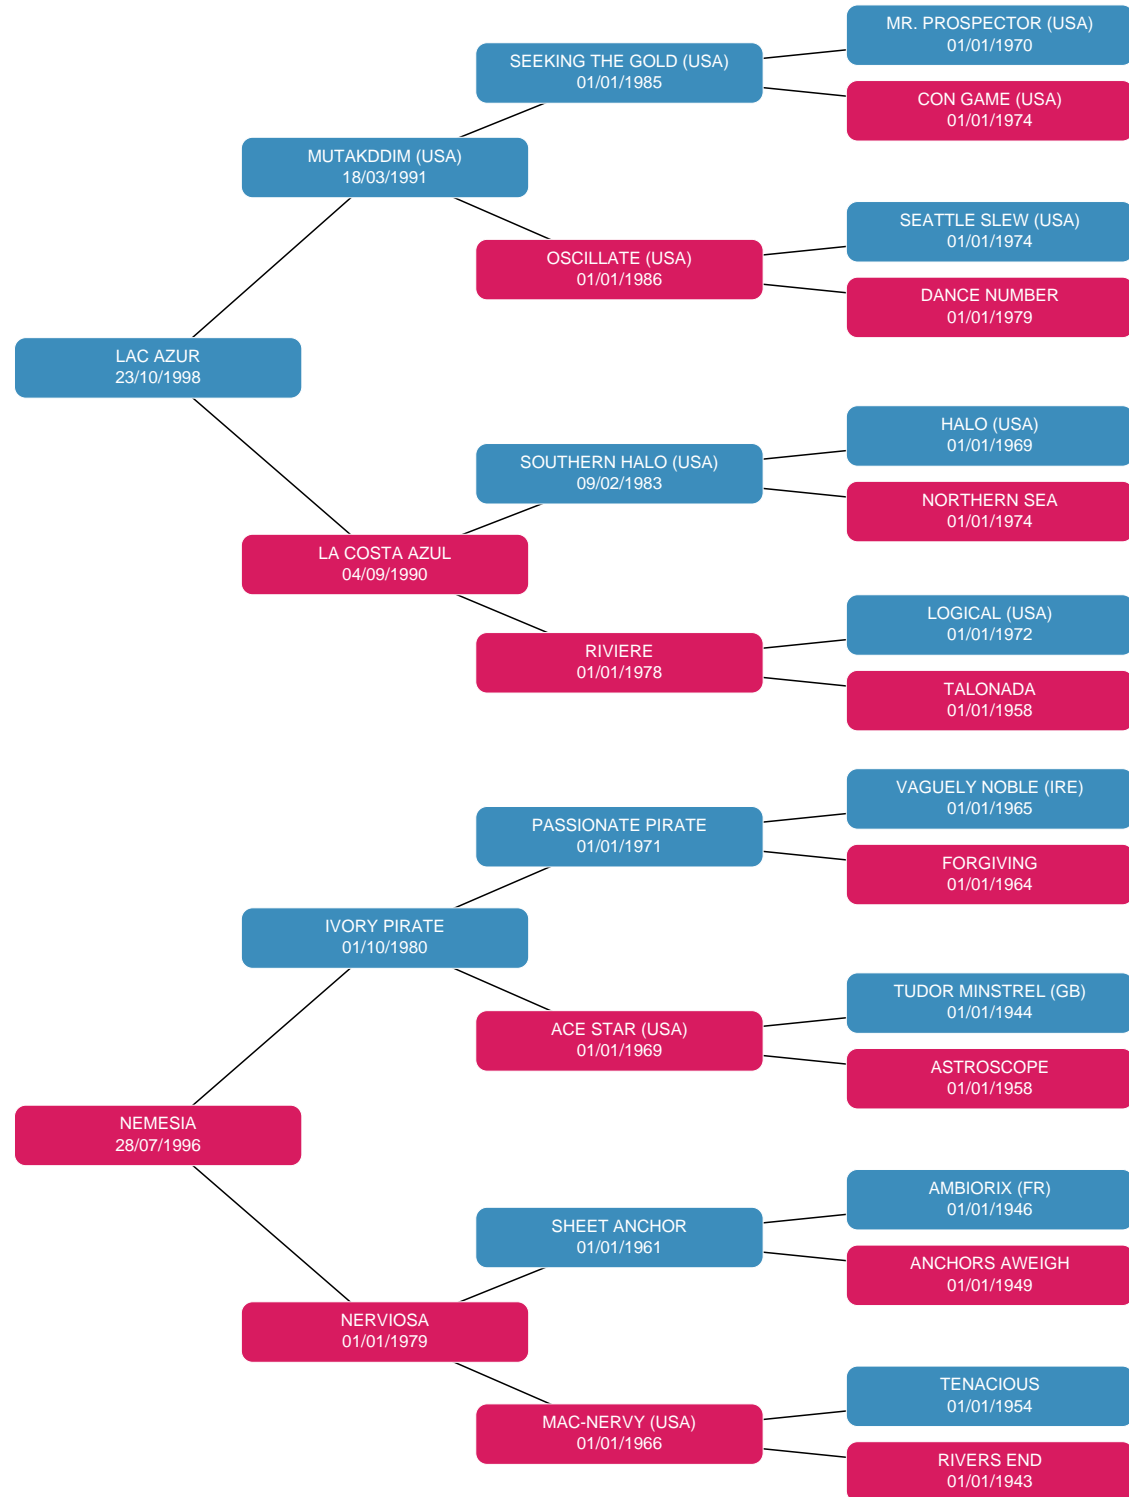 MR. PROSPECTOR (USA)
01/01/1970
SEEKING THE GOLD (USA)
01/01/1985
CON GAME (USA)
01/01/1974
MUTAKDDIM (USA)
18/03/1991
SEATTLE SLEW (USA)
01/01/1974
OSCILLATE (USA)
01/01/1986
DANCE NUMBER
01/01/1979
LAC AZUR
23/10/1998
HALO (USA)
01/01/1969
SOUTHERN HALO (USA)
09/02/1983
NORTHERN SEA
01/01/1974
LA COSTA AZUL
04/09/1990
LOGICAL (USA)
01/01/1972
RIVIERE
01/01/1978
TALONADA
01/01/1958
VAGUELY NOBLE (IRE)
01/01/1965
PASSIONATE PIRATE
01/01/1971
FORGIVING
01/01/1964
IVORY PIRATE
01/10/1980
TUDOR MINSTREL (GB)
01/01/1944
ACE STAR (USA)
01/01/1969
ASTROSCOPE
01/01/1958
NEMESIA
28/07/1996
AMBIORIX (FR)
01/01/1946
SHEET ANCHOR
01/01/1961
ANCHORS AWEIGH
01/01/1949
NERVIOSA
01/01/1979
TENACIOUS
01/01/1954
MAC-NERVY (USA)
01/01/1966
RIVERS END
01/01/1943